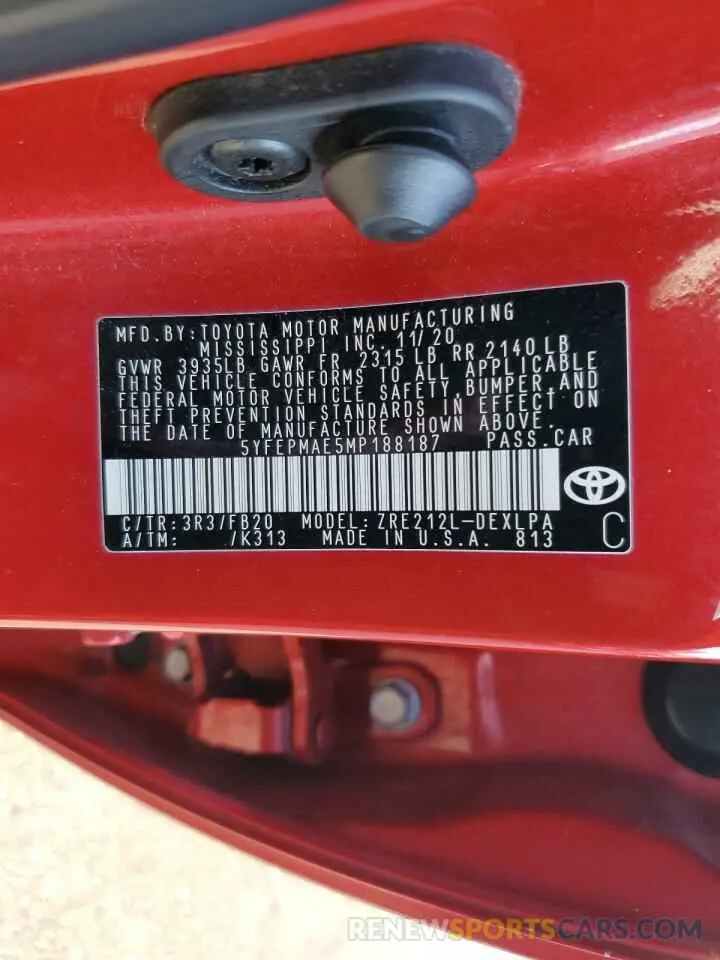 MFD. BY: TOYOTA MOTOR MANUFACTURING
MISSISSIPPI INC. 11/20
GVWR 3935LB GAWR FR 2315 LB RR 2140 LB
THIS VEHICLE CONFORMS TO ALL APPLICABLE
FEDERAL MOTOR VEHICLE SAFETY, BUMPER, AND
THEFT PREVENTION STANDARDS IN EFFECT ON
THE DATE OF MANUFACTURE SHOWN ABOVE.
5YFEPMAE5MP188187 PASS. CAR
C/TR: 3R3/FB20 MODEL: ZRE212L-DEXLPA
A/TM: /K313 MADE IN U.S.A. 813
C
RENEWSPORTSCARS.COM